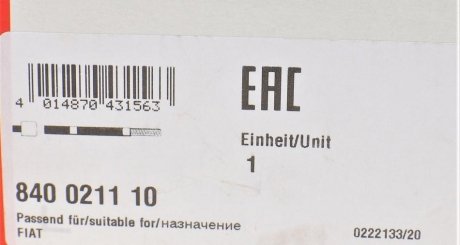 4 014870 431563
EAC
Einheit/Unit
1
840 0211 10
Passend für/suitable for/назначение
FIAT
0222133/20